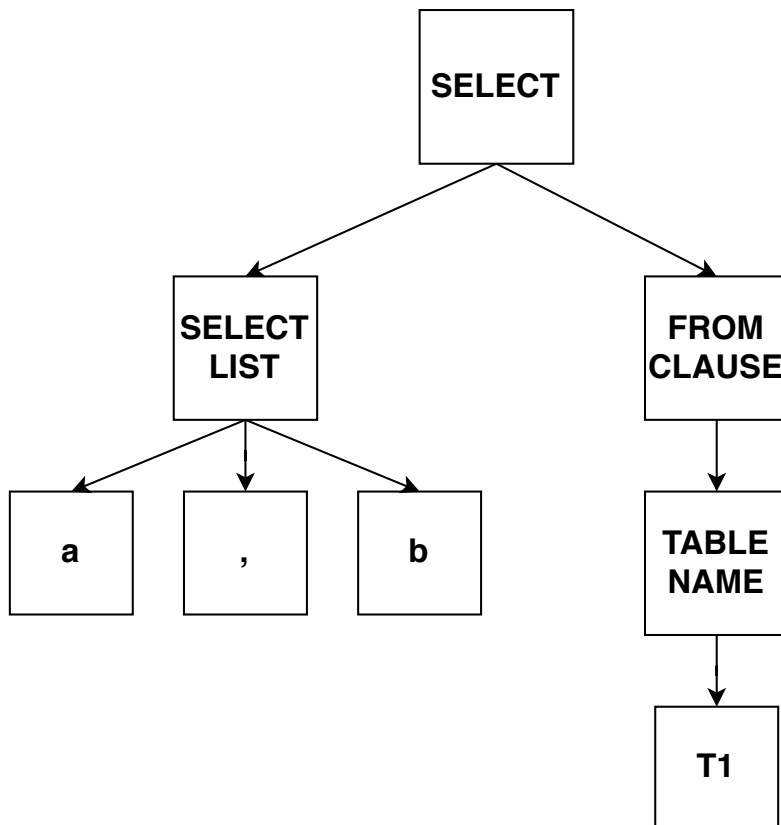 SELECT
SELECT
LIST
FROM
CLAUSE
a
,
b
TABLE
NAME
T1